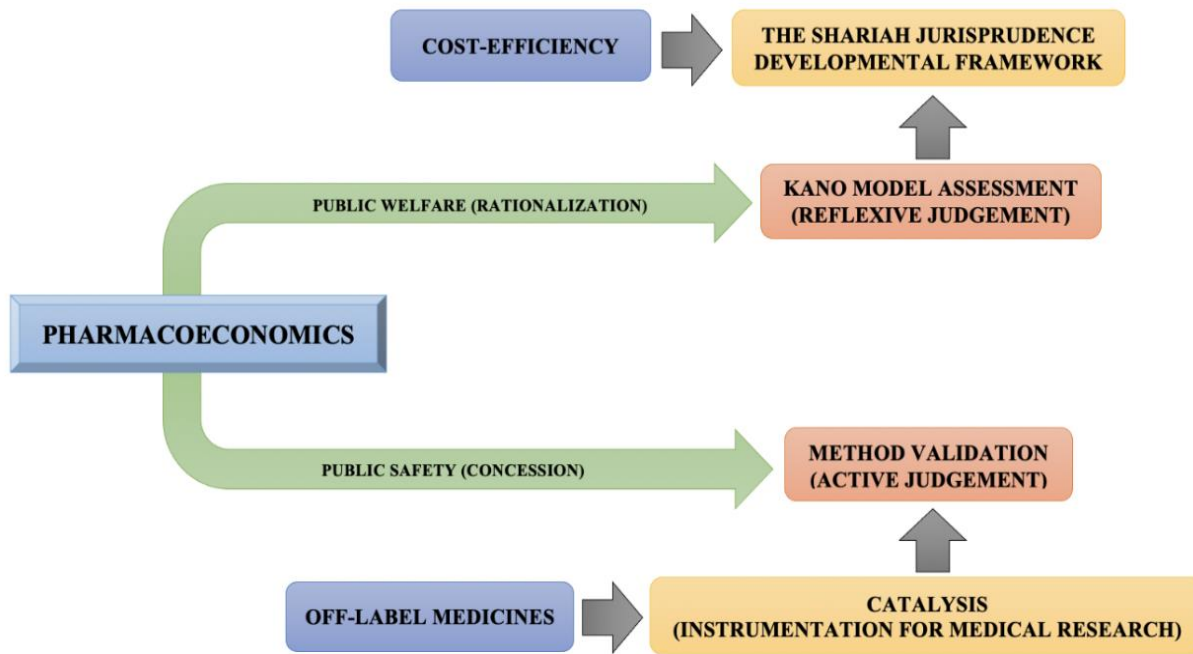 COST-EFFICIENCY
THE SHARIAH JURISPRUDENCE
DEVELOPMENTAL FRAMEWORK
PUBLIC WELFARE (RATIONALIZATION)
KANO MODEL ASSESSMENT
(REFLEXIVE JUDGEMENT)
PHARMACOECONOMICS
PUBLIC SAFETY (CONCESSION)
METHOD VALIDATION
(ACTIVE JUDGEMENT)
OFF-LABEL MEDICINES
CATALYSIS
(INSTRUMENTATION FOR MEDICAL RESEARCH)